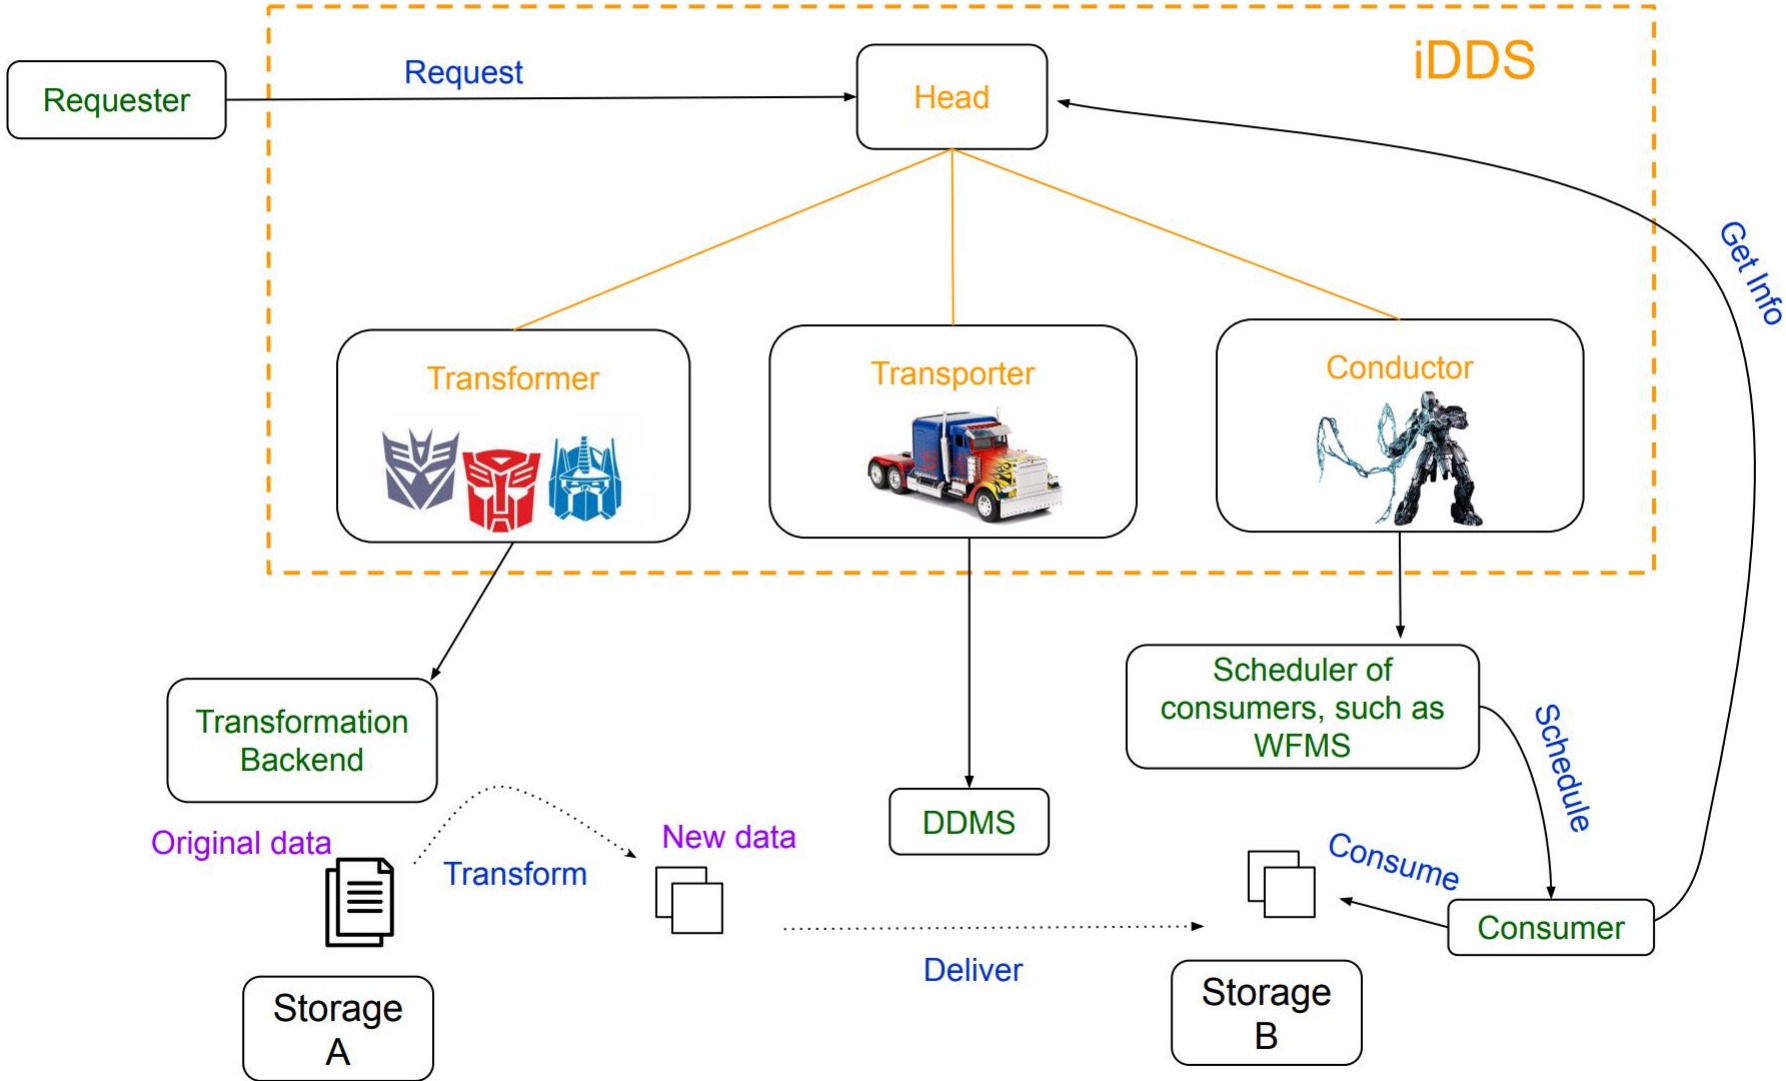 iDDS
Requester
Request
Head
Get Info
Transformer
Transporter
Conductor
Transformation
Backend
Scheduler of
consumers, such as
WFMS
Schedule
Original data
Transform
New data
DDMS
Consume
Consumer
Deliver
Storage
A
Storage
B